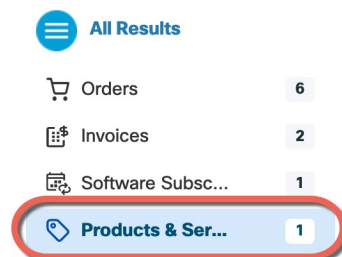 All Results
Orders 6
Invoices 2
Software Subsc... 1
Products & Ser... 1